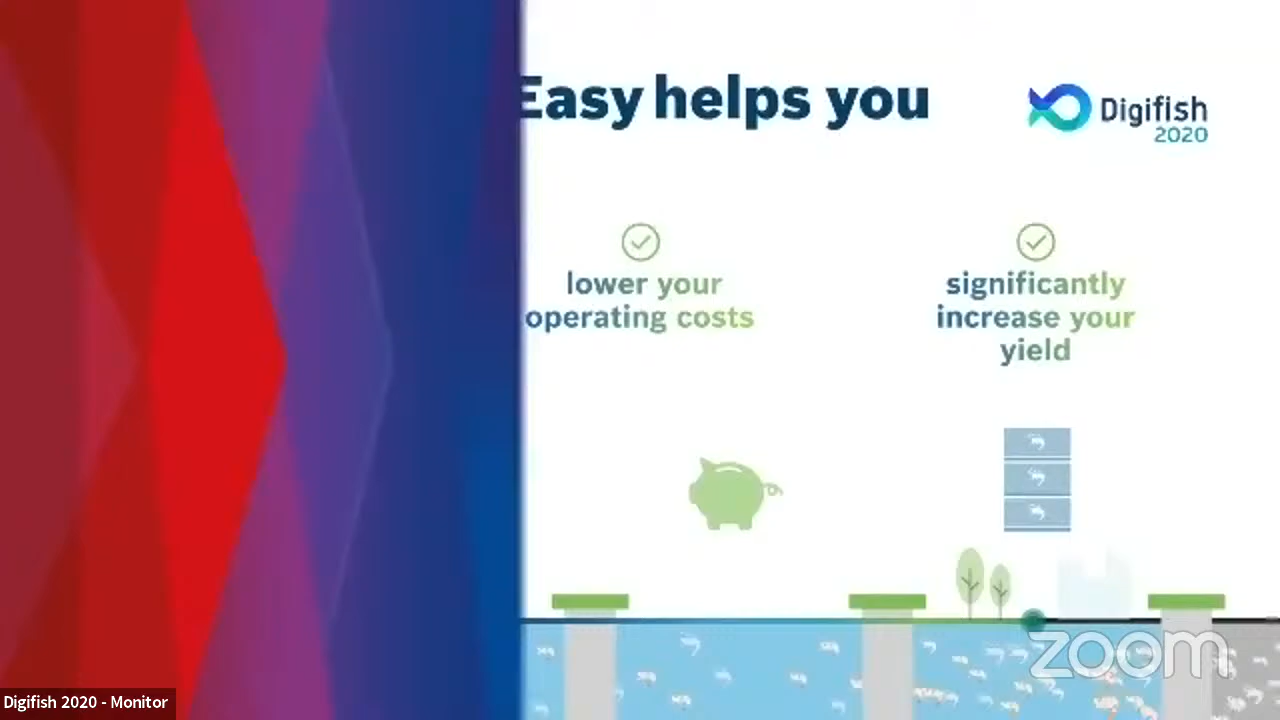 Easy helps you
Digifish
2020
lower your
operating costs
significantly
increase your
yield
zoom
Digifish 2020 - Monitor